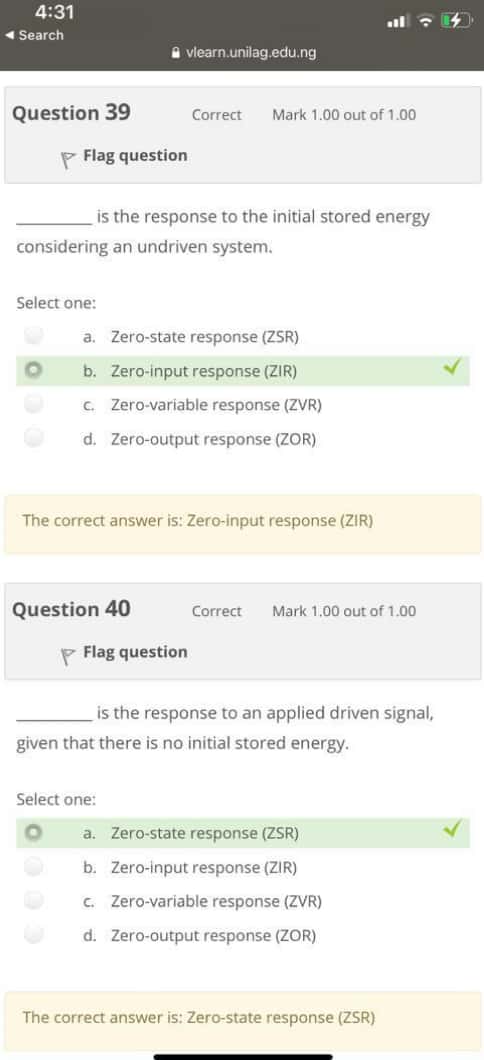 4:31
◀ Search
vlearn.unilag.edu.ng
Question 39 Correct Mark 1.00 out of 1.00
Flag question
_________ is the response to the initial stored energy
considering an undriven system.
Select one:
a. Zero-state response (ZSR)
b. Zero-input response (ZIR)
c. Zero-variable response (ZVR)
d. Zero-output response (ZOR)
The correct answer is: Zero-input response (ZIR)
Question 40 Correct Mark 1.00 out of 1.00
Flag question
_________ is the response to an applied driven signal,
given that there is no initial stored energy.
Select one:
a. Zero-state response (ZSR)
b. Zero-input response (ZIR)
c. Zero-variable response (ZVR)
d. Zero-output response (ZOR)
The correct answer is: Zero-state response (ZSR)